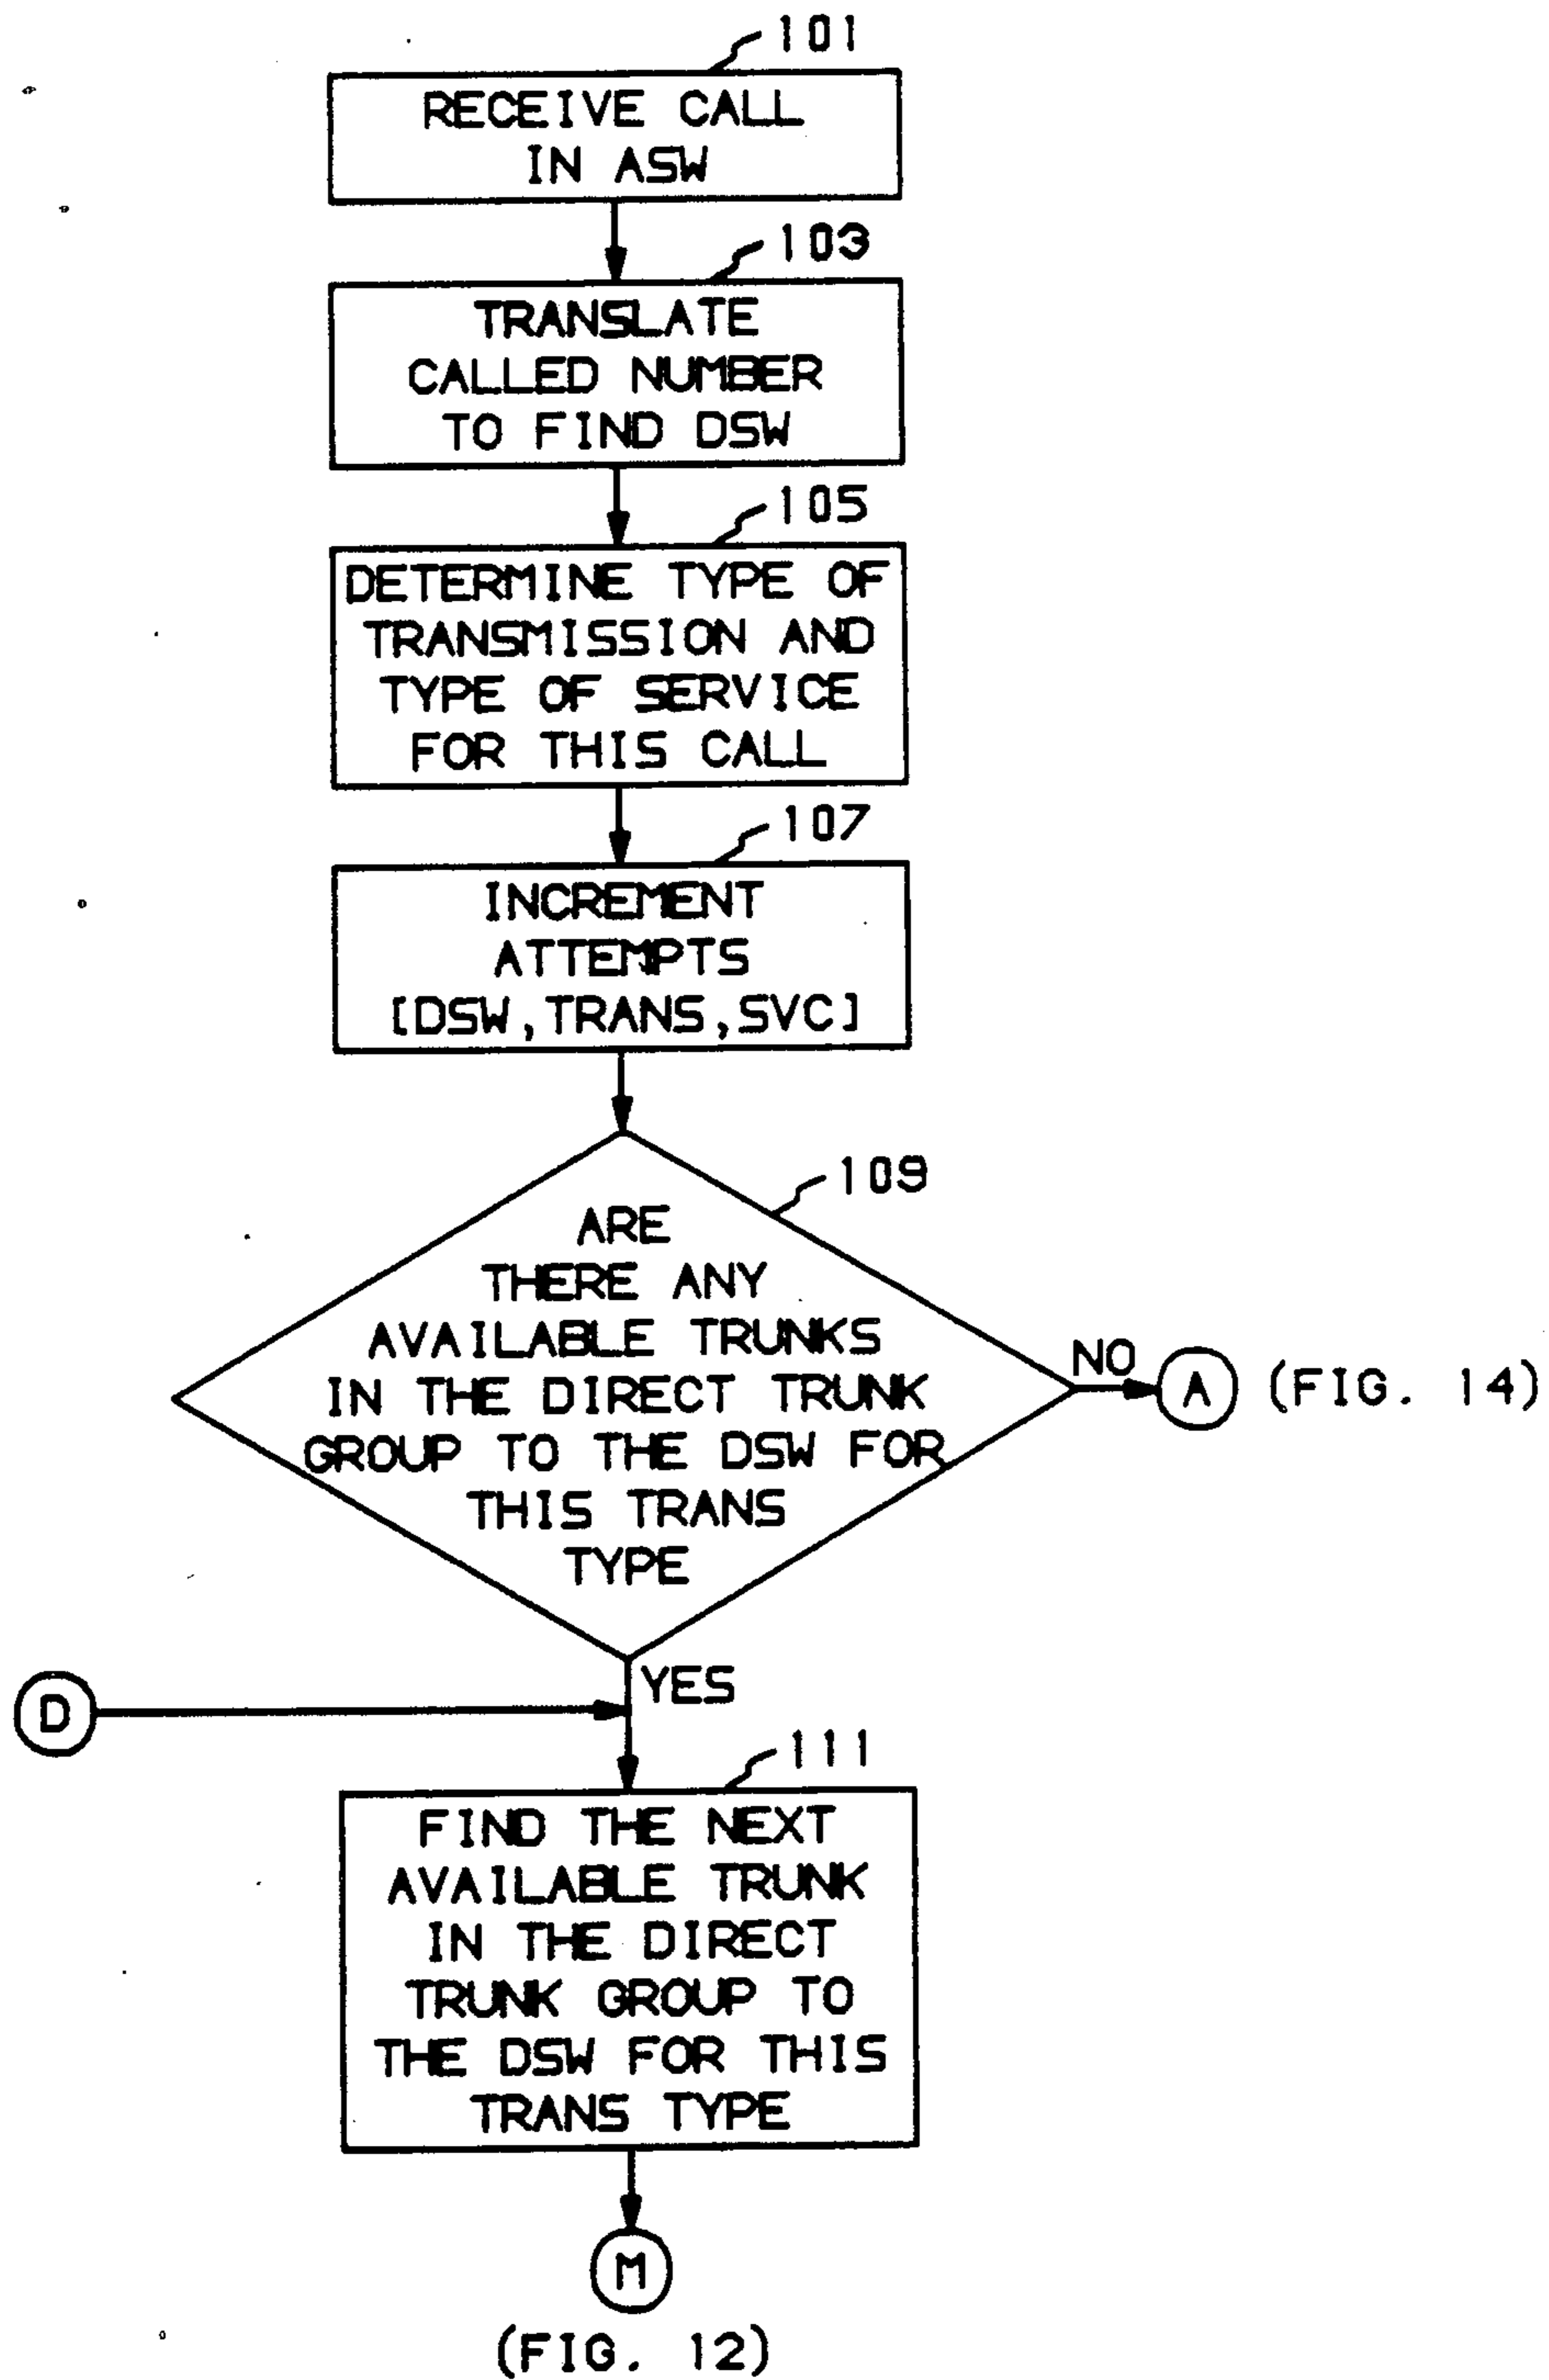 101
RECEIVE CALL
IN ASW
103
TRANSLATE
CALLED NUMBER
TO FIND DSW
105
DETERMINE TYPE OF
TRANSMISSION AND
TYPE OF SERVICE
FOR THIS CALL
107
INCREMENT
ATTEMPTS
[DSW,TRANS,SVC]
109
ARE
THERE ANY
AVAILABLE TRUNKS
IN THE DIRECT TRUNK
GROUP TO THE DSW FOR
THIS TRANS
TYPE
NO
A (FIG. 14)
YES
D
111
FIND THE NEXT
AVAILABLE TRUNK
IN THE DIRECT
TRUNK GROUP TO
THE DSW FOR THIS
TRANS TYPE
M
(FIG. 12)